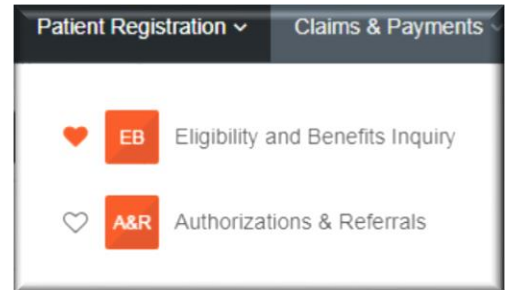 Patient Registration Claims & Payments
EB Eligibility and Benefits Inquiry
A&R Authorizations & Referrals